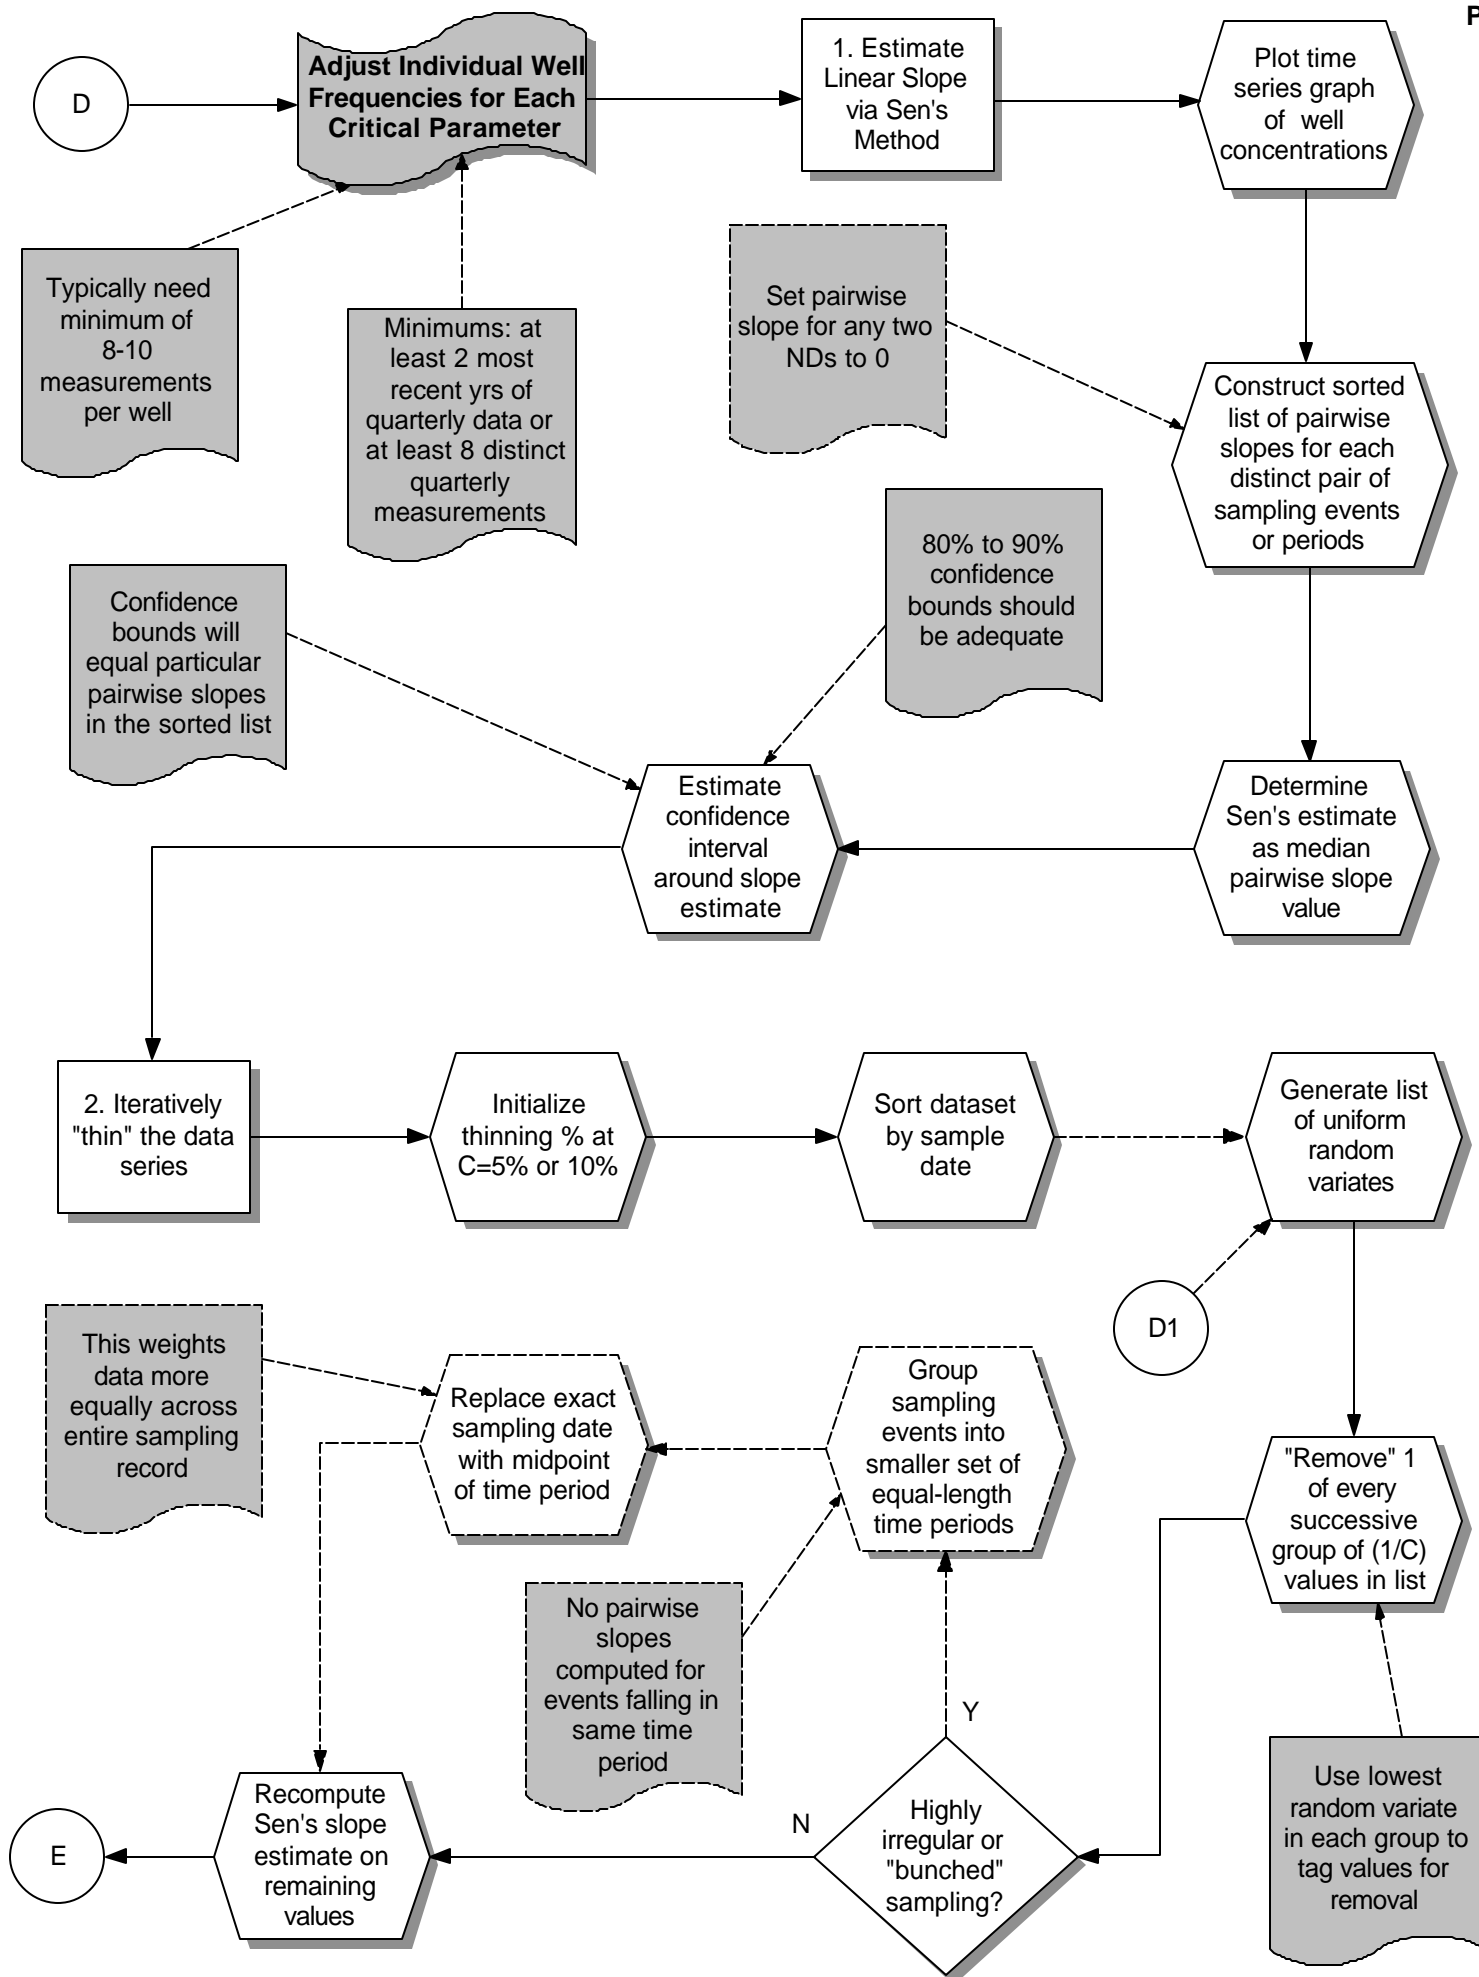 P
D
Adjust Individual Well
Frequencies for Each
Critical Parameter
1. Estimate
Linear Slope
via Sen's
Method
Plot time
series graph
of well
concentrations
Typically need
minimum of
8-10
measurements
per well
Minimums: at
least 2 most
recent yrs of
quarterly data or
at least 8 distinct
quarterly
measurements
Set pairwise
slope for any two
NDs to 0
Construct sorted
list of pairwise
slopes for each
distinct pair of
sampling events
or periods
Confidence
bounds will
equal particular
pairwise slopes
in the sorted list
80% to 90%
confidence
bounds should
be adequate
Estimate
confidence
interval
around slope
estimate
Determine
Sen's estimate
as median
pairwise slope
value
2. Iteratively
"thin" the data
series
Initialize
thinning % at
C=5% or 10%
Sort dataset
by sample
date
Generate list
of uniform
random
variates
D1
This weights
data more
equally across
entire sampling
record
Replace exact
sampling date
with midpoint
of time period
Group
sampling
events into
smaller set of
equal-length
time periods
"Remove" 1
of every
successive
group of (1/C)
values in list
No pairwise
slopes
computed for
events falling in
same time
period
Y
N
Highly
irregular or
"bunched"
sampling?
Use lowest
random variate
in each group to
tag values for
removal
Recompute
Sen's slope
estimate on
remaining
values
E